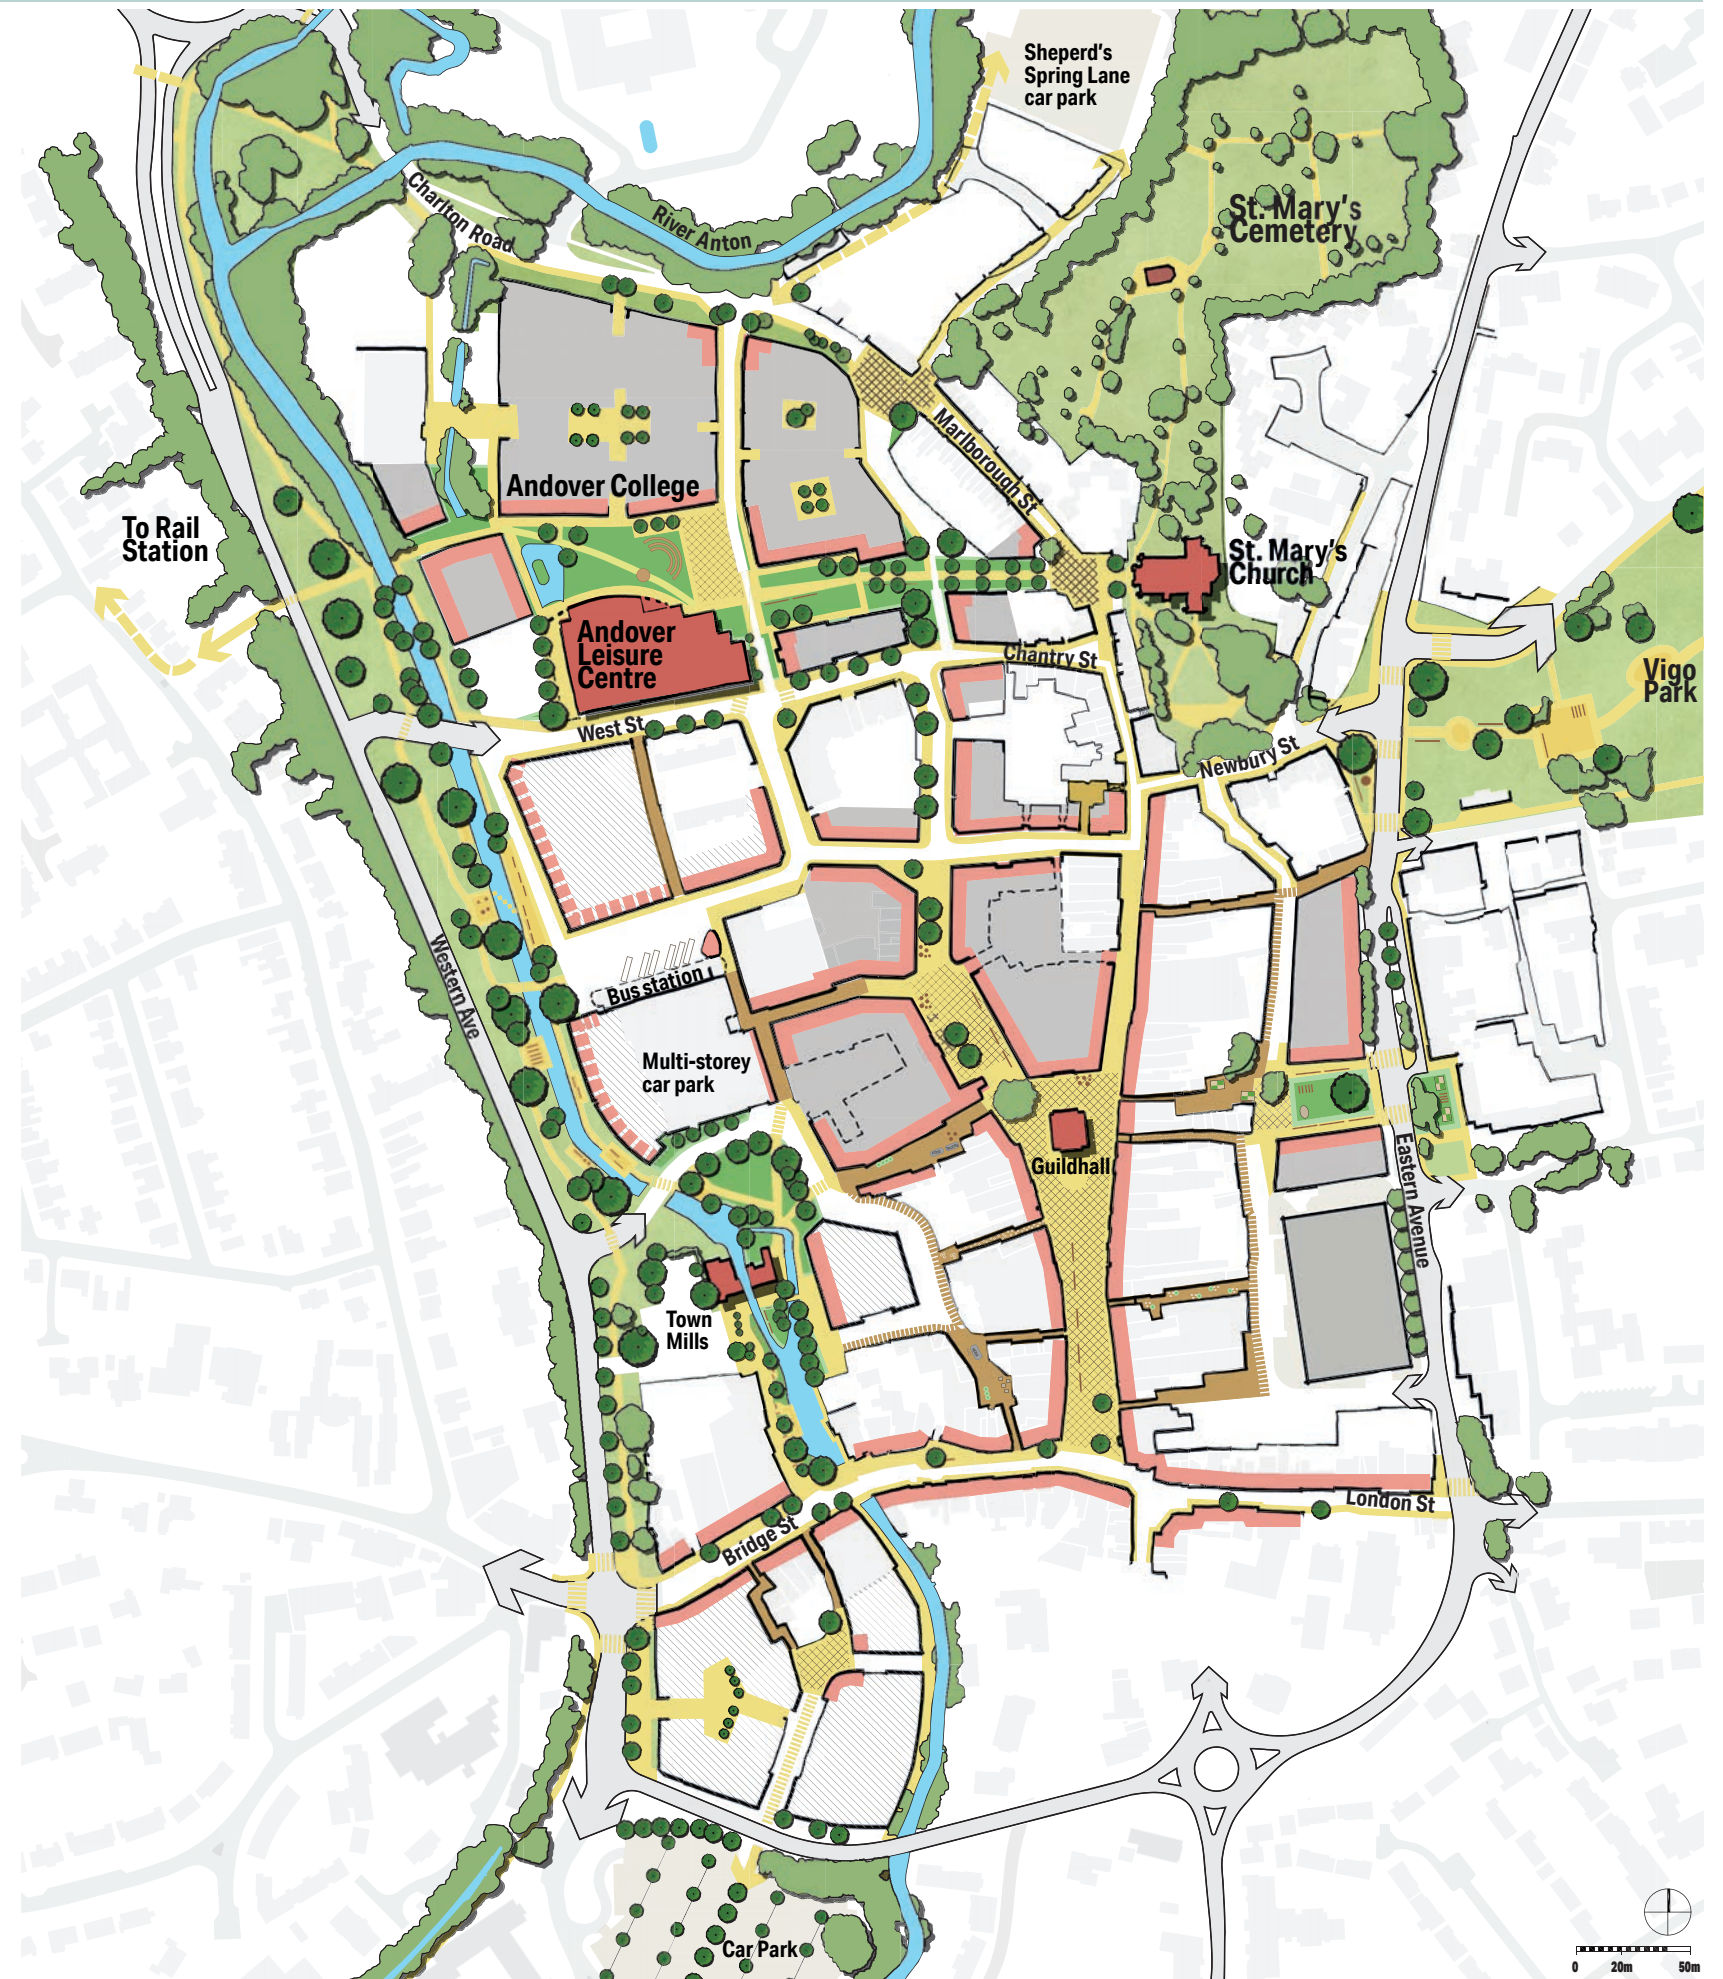 Sheperd's
Spring Lane
car park
Charlton Road
River Anton
St. Mary's
Cemetery
Marlborough St
Andover College
To Rail
Station
St. Mary's
Church
Andover
Leisure
Centre
Chantry St
Vigo
Park
West St
Newbury St
Western Ave
Bus station
Multi-storey
car park
Guildhall
Eastern Avenue
Town
Mills
London St
Bridge St
Car Park
0 20m 50m